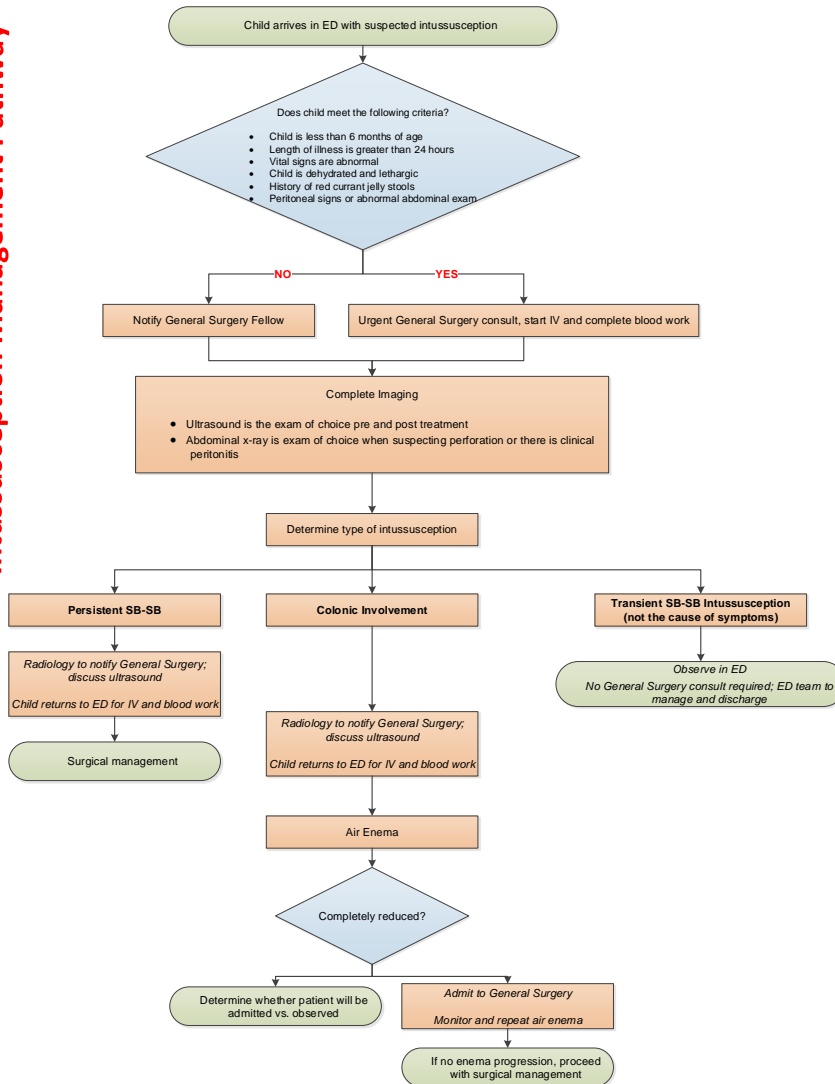 Management Pathway
Child arrives in ED with suspected intussusception
Does child meet the following criteria?
• Child is less than 6 months of age
• Length of illness is greater than 24 hours
• Vital signs are abnormal
• Child is dehydrated and lethargic
• History of red currant jelly stools
• Peritoneal signs or abnormal abdominal exam
NO
YES
Notify General Surgery Fellow
Urgent General Surgery consult, start IV and complete blood work
Complete Imaging
• Ultrasound is the exam of choice pre and post treatment
• Abdominal x-ray is exam of choice when suspecting perforation or there is clinical
peritonitis
Determine type of intussusception
Persistent SB-SB
Radiology to notify General Surgery;
discuss ultrasound
Child returns to ED for IV and blood work
Surgical management
Colonic Involvement
Radiology to notify General Surgery;
discuss ultrasound
Child returns to ED for IV and blood work
Air Enema
Completely reduced?
Transient SB-SB Intussusception
(not the cause of symptoms)
Observe in ED
No General Surgery consult required; ED team to
manage and discharge
Determine whether patient will be
admitted vs. observed
Admit to General Surgery
Monitor and repeat air enema
If no enema progression, proceed
with surgical management